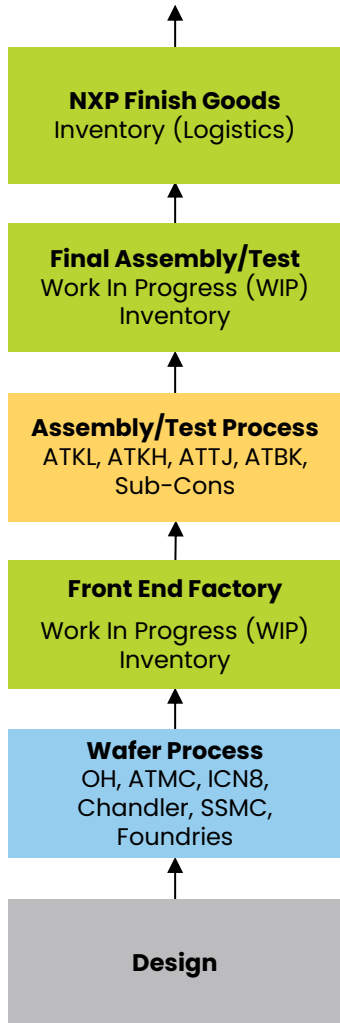 NXP Finish Goods
Inventory (Logistics)
Final Assembly/Test
Work In Progress (WIP)
Inventory
Assembly/Test Process
ATKL, ATKH, ATTJ, ATBK,
Sub-Cons
Front End Factory
Work In Progress (WIP)
Inventory
Wafer Process
OH, ATMC, ICN8,
Chandler, SSMC,
Foundries
Design